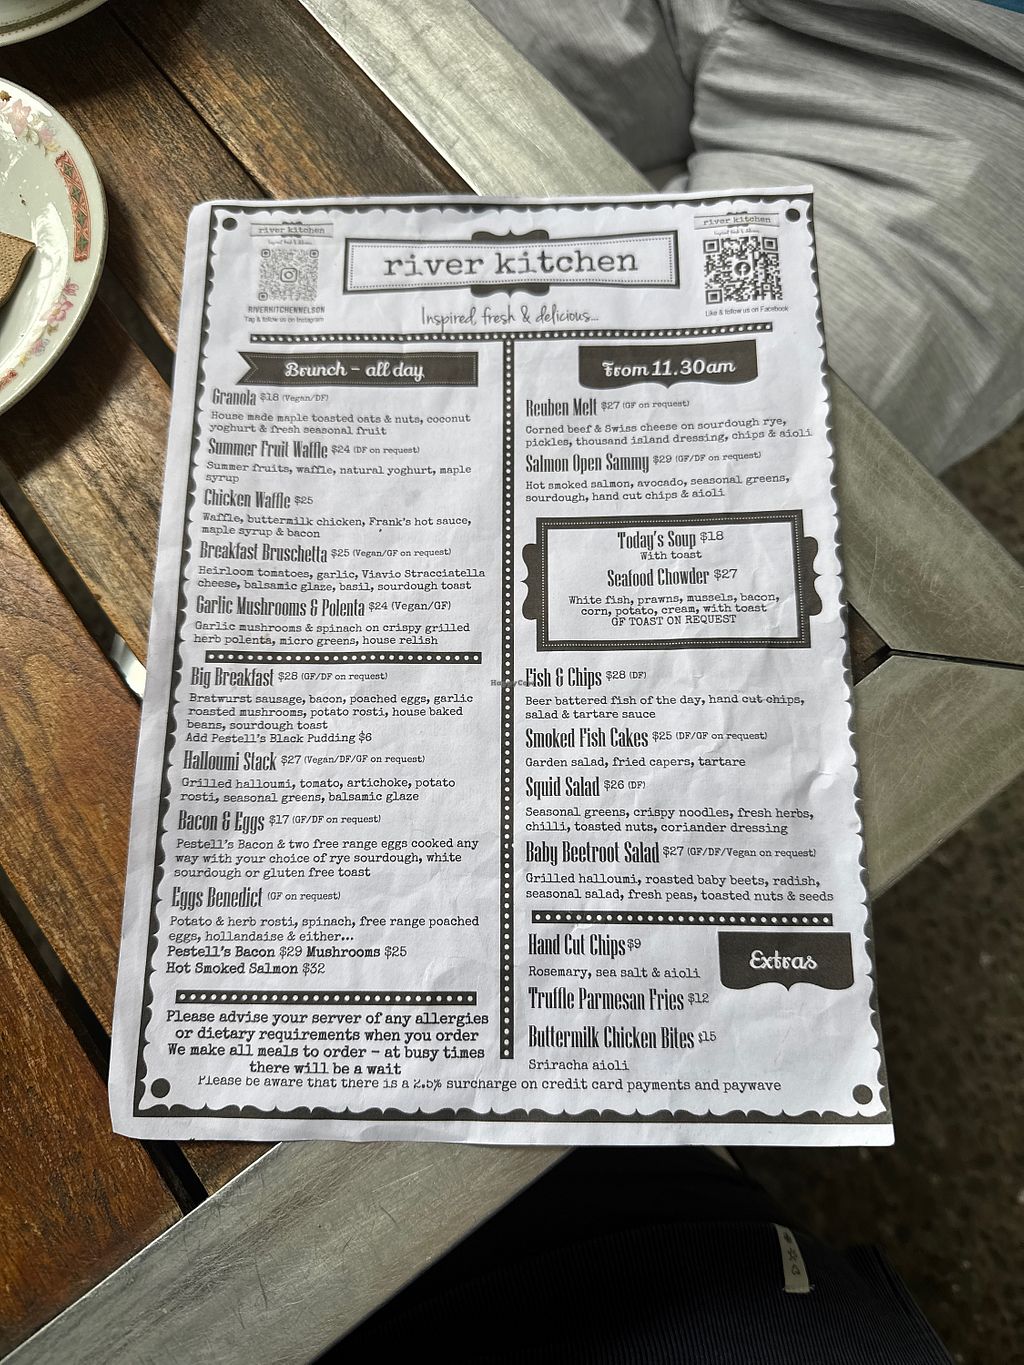 river kitchen
Inspired, fresh & delicious...
river kitchen
RIVERKITCHENNELSON
Tap & follow us on Instagram
river kitchen
Like & follow us on Facebook
Brunch - all day
Granola $18 (Vegan/DF)
House made maple toasted oats & nuts, coconut
yoghurt & fresh seasonal fruit
Summer Fruit Waffle $24 (DF on request)
Summer fruits, waffle, natural yoghurt, maple
syrup
Chicken Waffle $25
Waffle, buttermilk chicken, Frank's hot sauce,
maple syrup & bacon
Breakfast Bruschetta $25 (Vegan/GF on request)
Heirloom tomatoes, garlic, Viavio Stracciatella
cheese, balsamic glaze, basil, sourdough toast
Garlic Mushrooms & Polenta $24 (Vegan/GF)
Garlic mushrooms & spinach on crispy grilled
herb polenta, micro greens, house relish
Big Breakfast $28 (GF/DF on request)
Bratwurst sausage, bacon, poached eggs, garlic
roasted mushrooms, potato rosti, house baked
beans, sourdough toast
Add Pestell's Black Pudding $6
Halloumi Stack $27 (Vegan/DF/GF on request)
Grilled halloumi, tomato, artichoke, potato
rosti, seasonal greens, balsamic glaze
Bacon & Eggs $17 (GF/DF on request)
Pestell's Bacon & two free range eggs cooked any
way with your choice of rye sourdough, white
sourdough or gluten free toast
Eggs Benedict (GF on request)
Potato & herb rosti, spinach, free range poached
eggs, hollandaise & either...
Pestell's Bacon $29 Mushrooms $25
Hot Smoked Salmon $32
Please advise your server of any allergies
or dietary requirements when you order
We make all meals to order - at busy times
there will be a wait
From 11.30am
Reuben Melt $27 (GF on request)
Corned beef & Swiss cheese on sourdough rye,
pickles, thousand island dressing, chips & aioli
Salmon Open Sammy $29 (GF/DF on request)
Hot smoked salmon, avocado, seasonal greens,
sourdough, hand cut chips & aioli
Today's Soup $18
With toast
Seafood Chowder $27
White fish, prawns, mussels, bacon,
corn, potato, cream, with toast
GF TOAST ON REQUEST
Fish & Chips $28 (DF)
Beer battered fish of the day, hand cut chips,
salad & tartare sauce
Smoked Fish Cakes $25 (DF/GF on request)
Garden salad, fried capers, tartare
Squid Salad $26 (DF)
Seasonal greens, crispy noodles, fresh herbs,
chilli, toasted nuts, coriander dressing
Baby Beetroot Salad $27 (GF/DF/Vegan on request)
Grilled halloumi, roasted baby beets, radish,
seasonal salad, fresh peas, toasted nuts & seeds
Extras
Hand Cut Chips $9
Rosemary, sea salt & aioli
Truffle Parmesan Fries $12
Buttermilk Chicken Bites $15
Sriracha aioli
Please be aware that there is a 2.5% surcharge on credit card payments and paywave